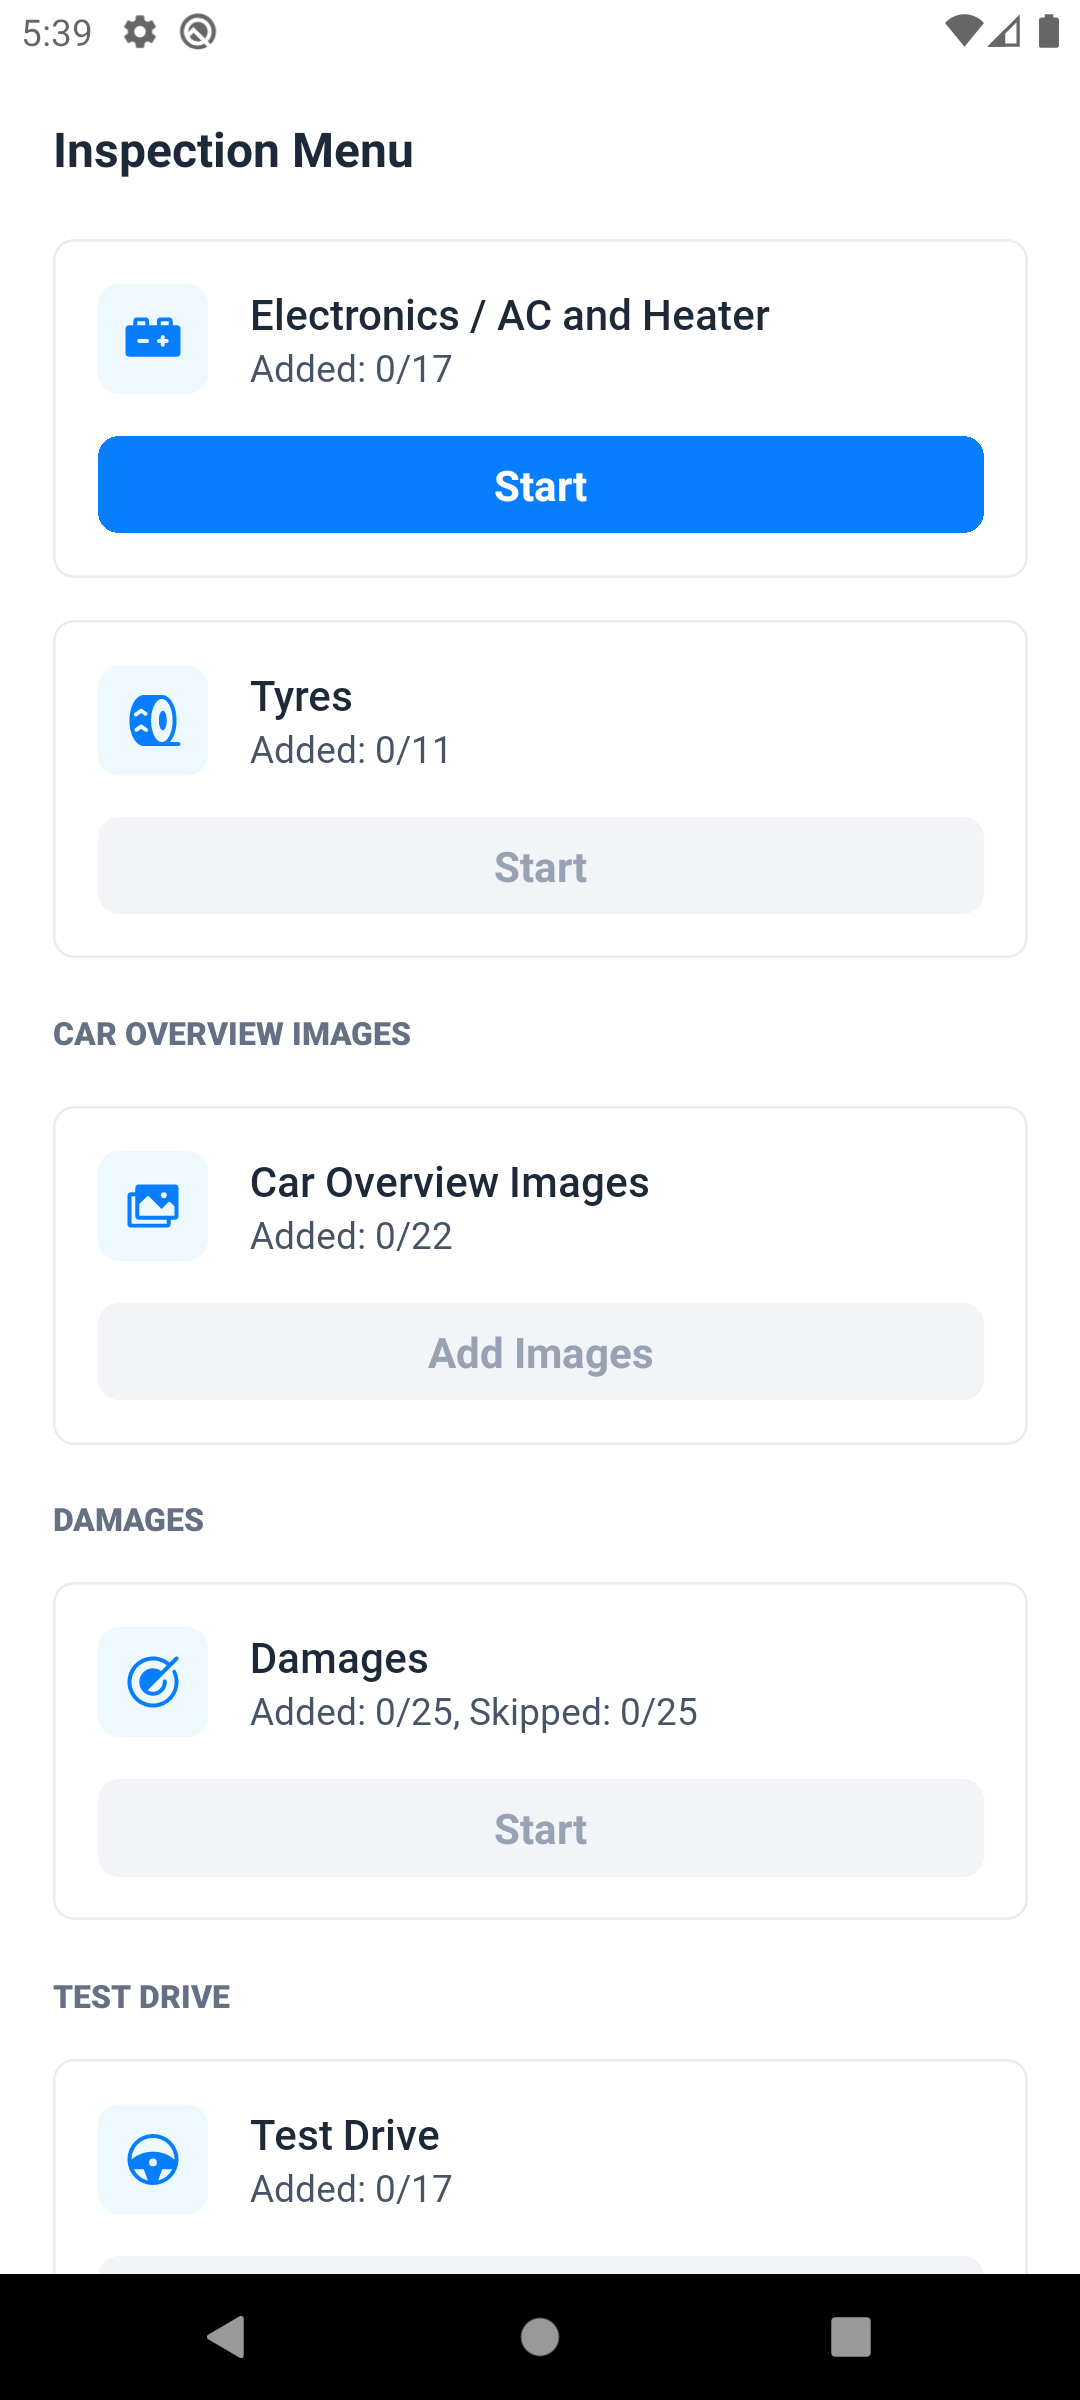 5:39
Inspection Menu
Electronics / AC and Heater
Added: 0/17
Start
Tyres
Added: 0/11
Start
CAR OVERVIEW IMAGES
Car Overview Images
Added: 0/22
Add Images
DAMAGES
Damages
Added: 0/25, Skipped: 0/25
Start
TEST DRIVE
Test Drive
Added: 0/17